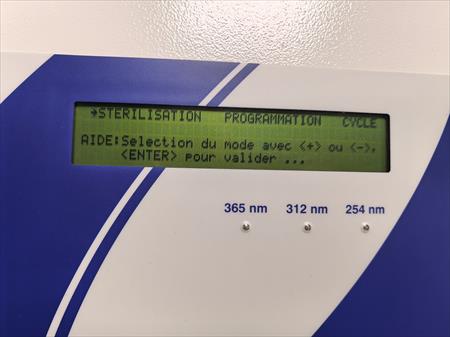 →STERILISATION PROGRAMMATION CYCLE
AIDE:Selection du mode avec <+> ou <->,
<ENTER> pour valider ...
365 nm 312 nm 254 nm